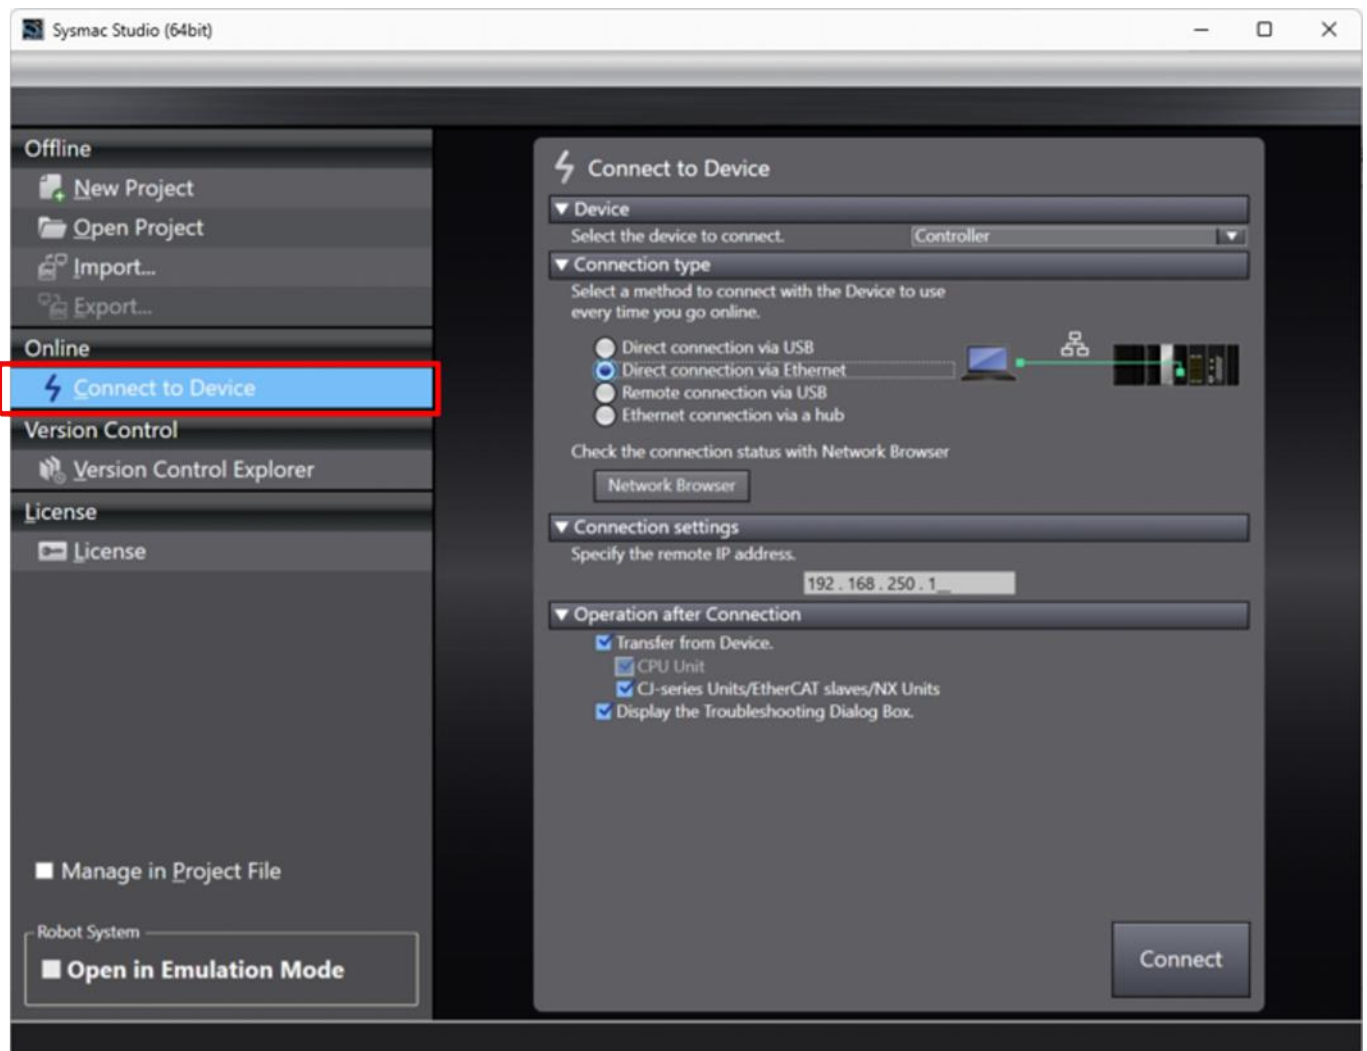 Sysmac Studio (64bit)
Offline
New Project
Open Project
Import...
Export...
Online
Connect to Device
Version Control
Version Control Explorer
License
License
Manage in Project File
Robot System
Open in Emulation Mode
Connect to Device
Device
Select the device to connect. Controller
Connection type
Select a method to connect with the Device to use
every time you go online.
Direct connection via USB
Direct connection via Ethernet
Remote connection via USB
Ethernet connection via a hub
Check the connection status with Network Browser
Network Browser
Connection settings
Specify the remote IP address.
192 . 168 . 250 . 1__
Operation after Connection
Transfer from Device.
CPU Unit
CJ-series Units/EtherCAT slaves/NX Units
Display the Troubleshooting Dialog Box.
Connect